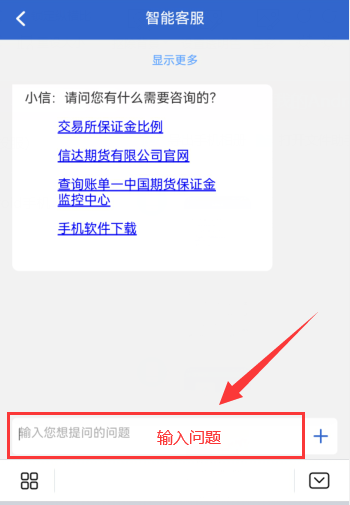 智能客服
显示更多
小信：请问您有什么需要咨询的？
交易所保证金比例
信达期货有限公司官网
查询账单一中国期货保证金
监控中心
手机软件下载
输入您想提问的问题
输入问题